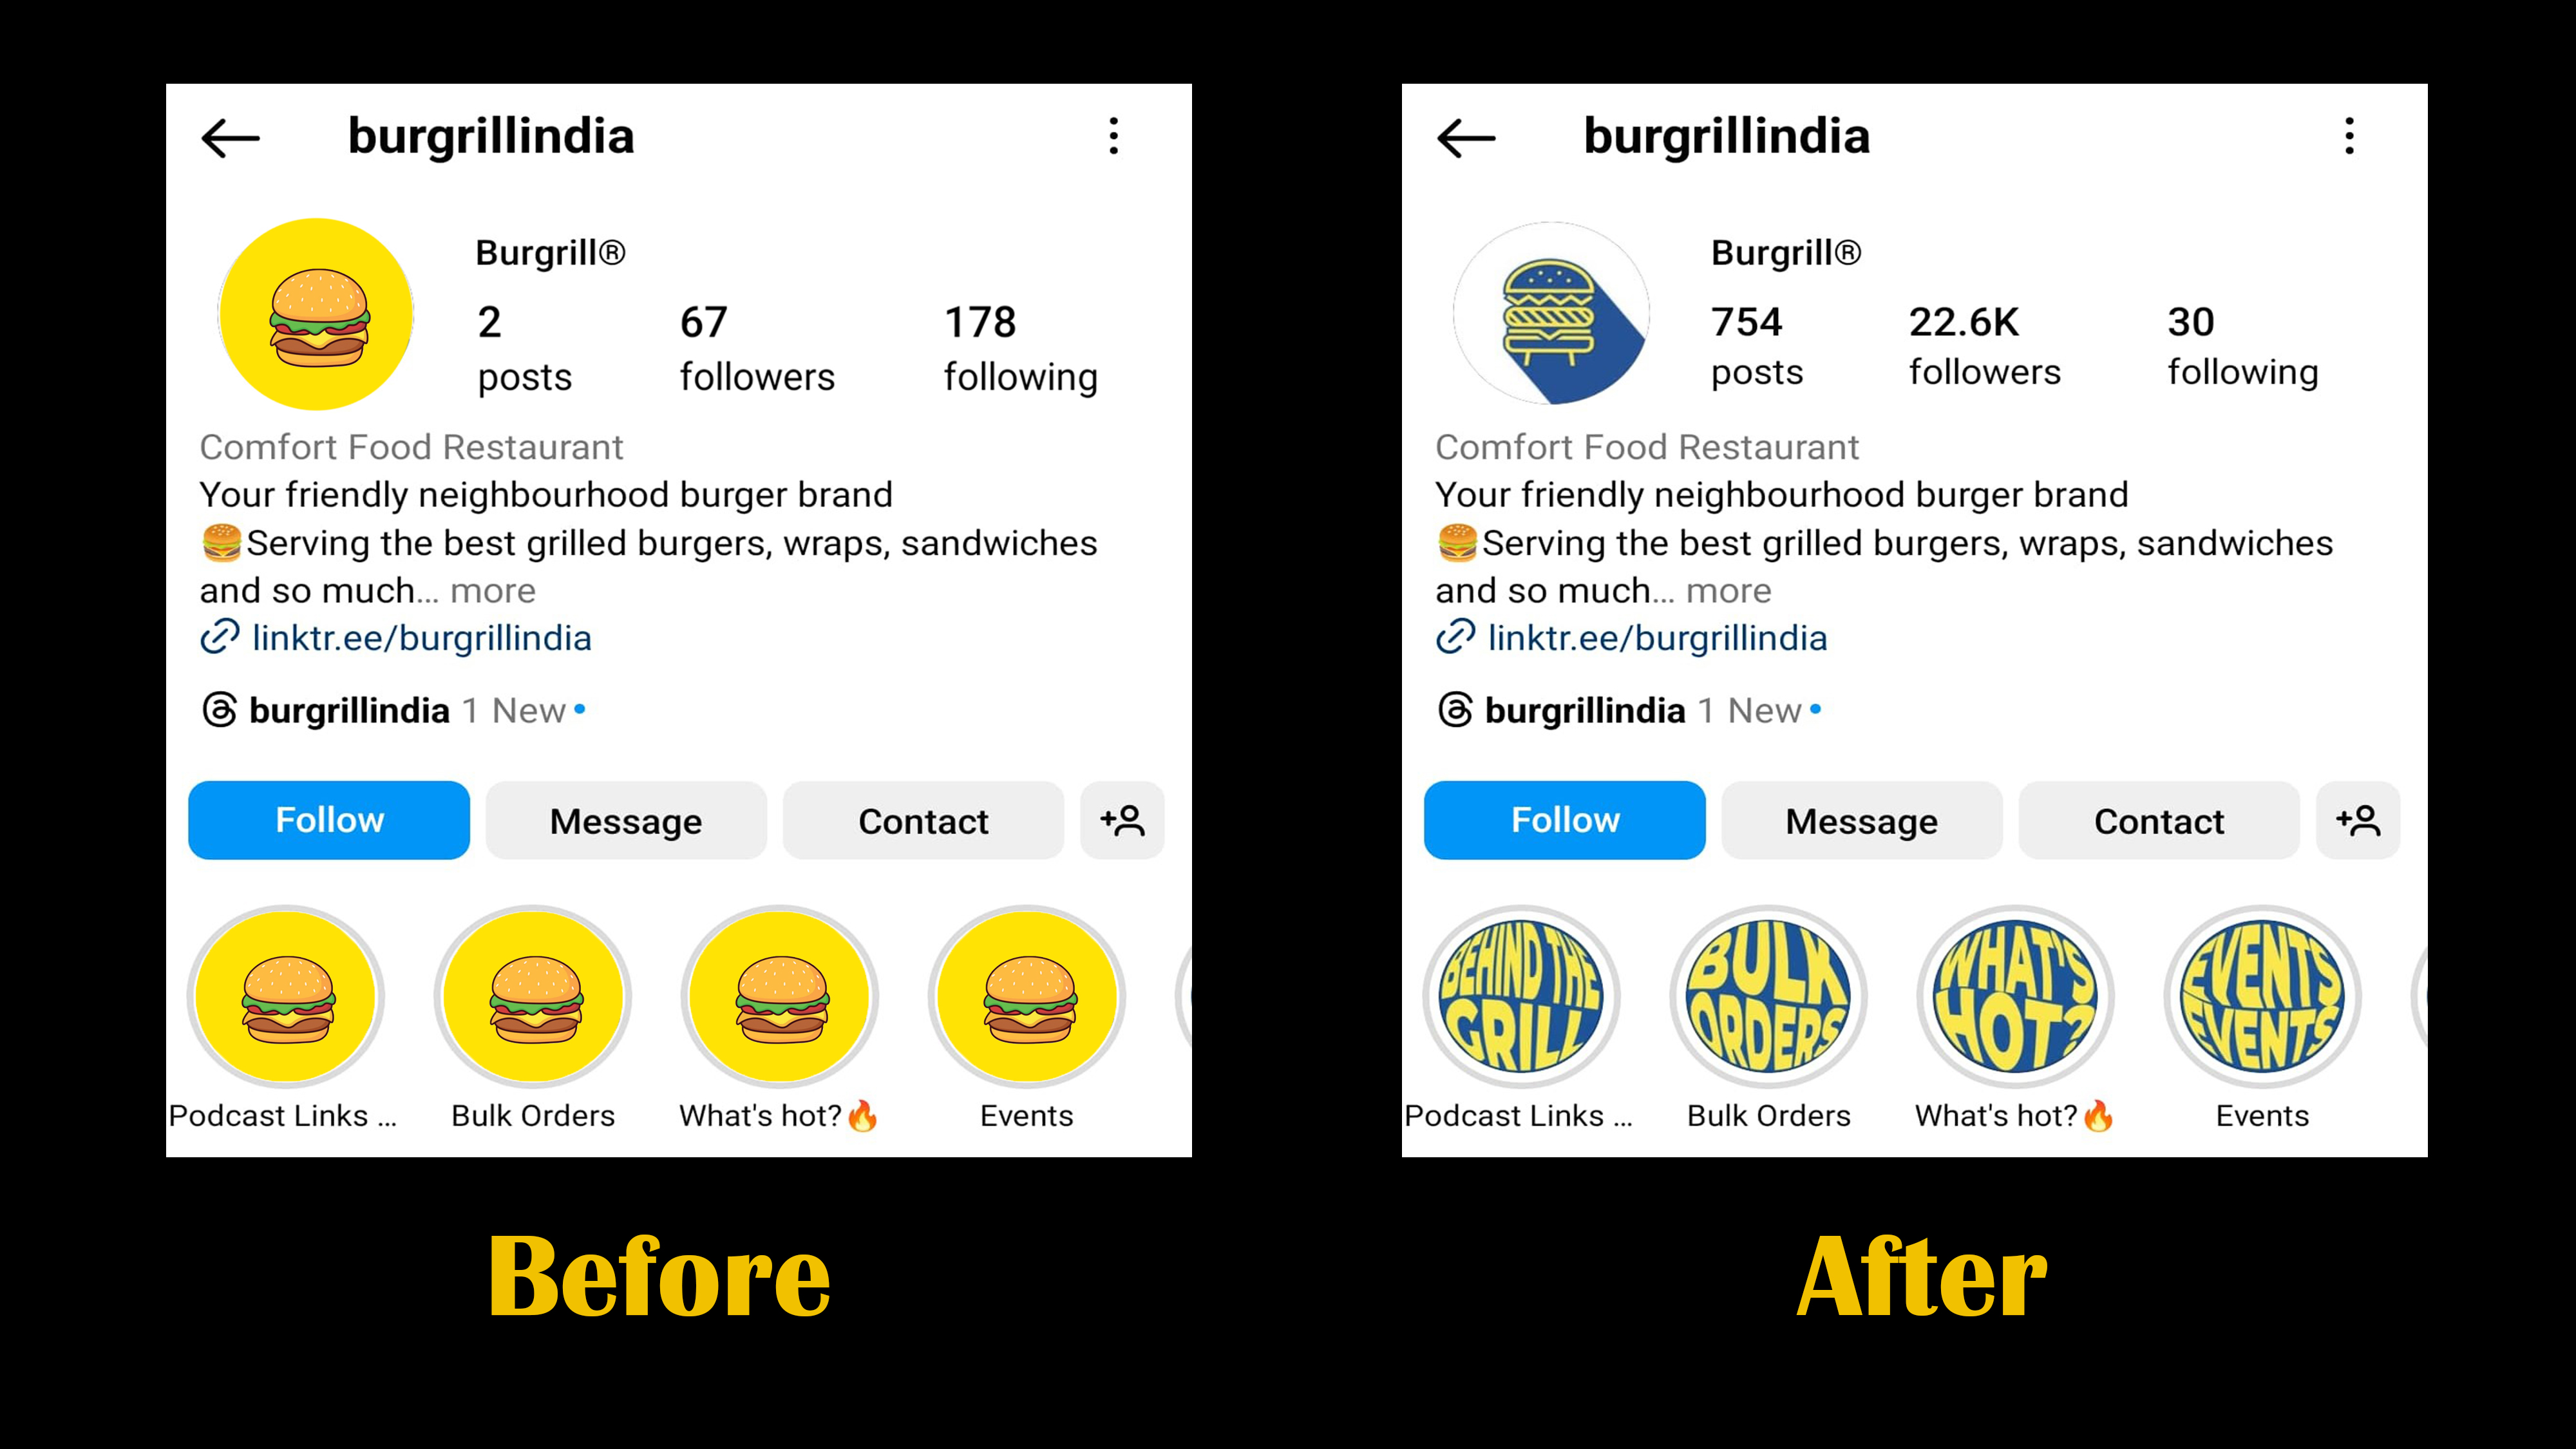 burgrillindia
Burgrill®
2 67 178
posts followers following
Comfort Food Restaurant
Your friendly neighbourhood burger brand
🍔Serving the best grilled burgers, wraps, sandwiches
and so much... more
linktr.ee/burgrillindia
burgrillindia 1 New
Follow Message Contact
Podcast Links ... Bulk Orders What's hot?🔥 Events
Before
burgrillindia
Burgrill®
754 22.6K 30
posts followers following
Comfort Food Restaurant
Your friendly neighbourhood burger brand
🍔Serving the best grilled burgers, wraps, sandwiches
and so much... more
linktr.ee/burgrillindia
burgrillindia 1 New
Follow Message Contact
BEHIND THE
GRILL
BULK
ORDERS
WHAT'S
HOT?
EVENTS
EVENTS
Podcast Links ... Bulk Orders What's hot?🔥 Events
After